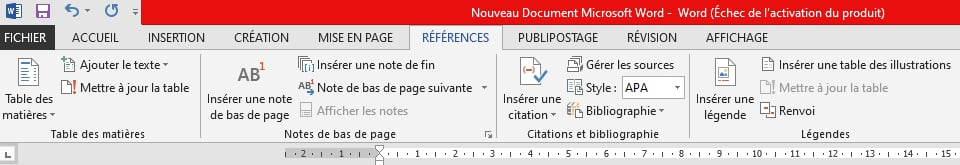 Nouveau Document Microsoft Word - Word (Échec de l'activation du produit)
FICHIER ACCUEIL INSERTION CRÉATION MISE EN PAGE RÉFÉRENCES PUBLIPOSTAGE RÉVISION AFFICHAGE
Table des matières
Ajouter le texte
Mettre à jour la table
Table des matières
AB1
Insérer une note de bas de page
Insérer une note de fin
AB1
Note de bas de page suivante
Afficher les notes
Notes de bas de page
Insérer une citation
Gérer les sources
Style : APA
Bibliographie
Citations et bibliographie
Insérer une légende
Insérer une table des illustrations
Mettre à jour la table
Renvoi
Légendes
2 1 1 2 3 4 5 6 7 8 9 10 11 12 13 14 15